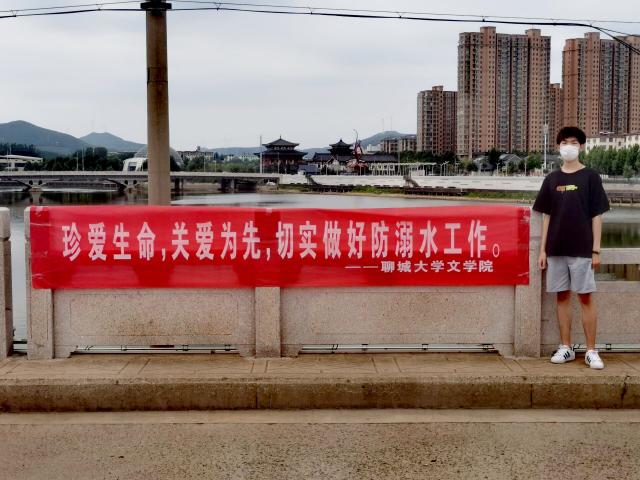 珍爱生命,关爱为先,切实做好防溺水工作。
——聊城大学文学院